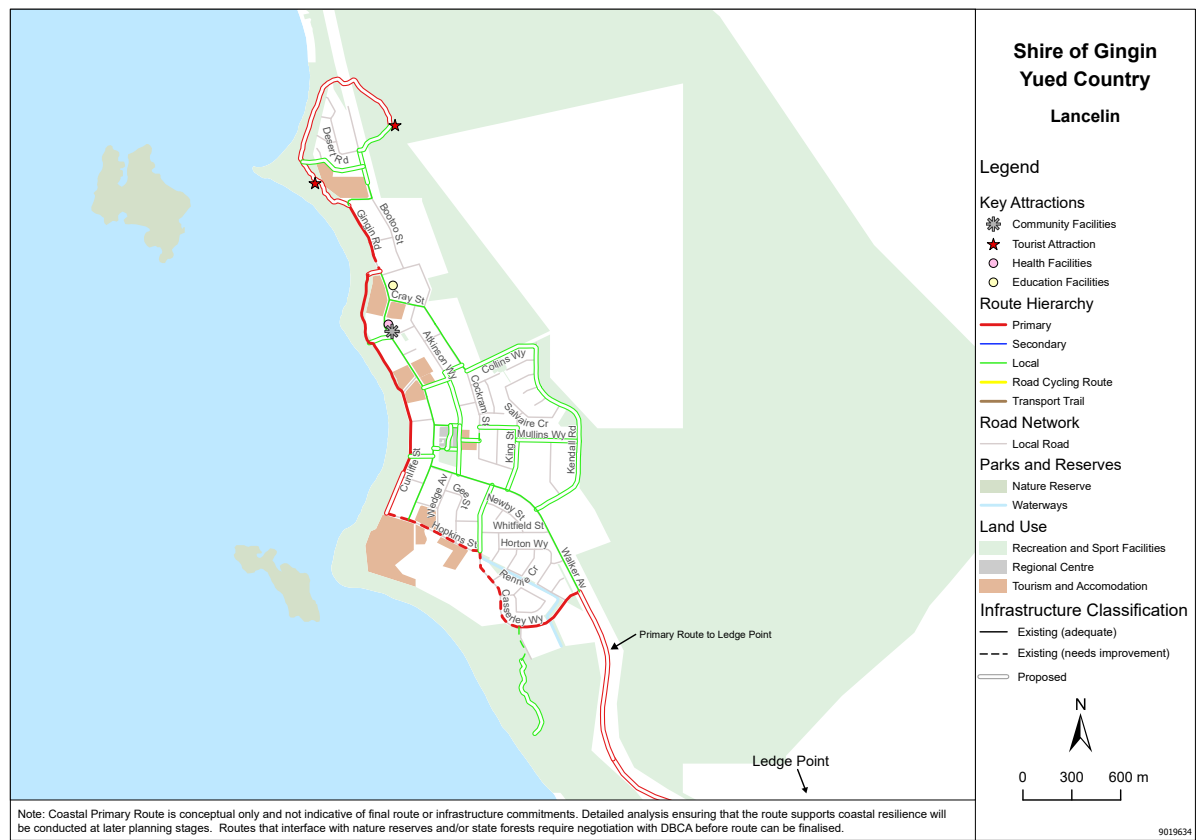 Shire of Gingin
Yued Country
Lancelin
Legend
Key Attractions
Community Facilities
Tourist Attraction
Health Facilities
Education Facilities
Route Hierarchy
Primary
Secondary
Local
Road Cycling Route
Transport Trail
Road Network
Local Road
Parks and Reserves
Nature Reserve
Waterways
Land Use
Recreation and Sport Facilities
Regional Centre
Tourism and Accomodation
Infrastructure Classification
Existing (adequate)
Existing (needs improvement)
Proposed
N
0 300 600 m
Desert Rd
Bootoo St
Gingin Rd
Cray St
Atkinson Wy
Collins Wy
Cockram St
Salvaire Cr
Mullins Wy
King St
Kendall Rd
Cunliffe St
Wedge Av
Gee St
Newby St
Whitfield St
Hopkins St
Horton Wy
Walker Av
Rennie Cr
Casserley Wy
Primary Route to Ledge Point
Ledge Point
Note: Coastal Primary Route is conceptual only and not indicative of final route or infrastructure commitments. Detailed analysis ensuring that the route supports coastal resilience will
be conducted at later planning stages. Routes that interface with nature reserves and/or state forests require negotiation with DBCA before route can be finalised.
9019634